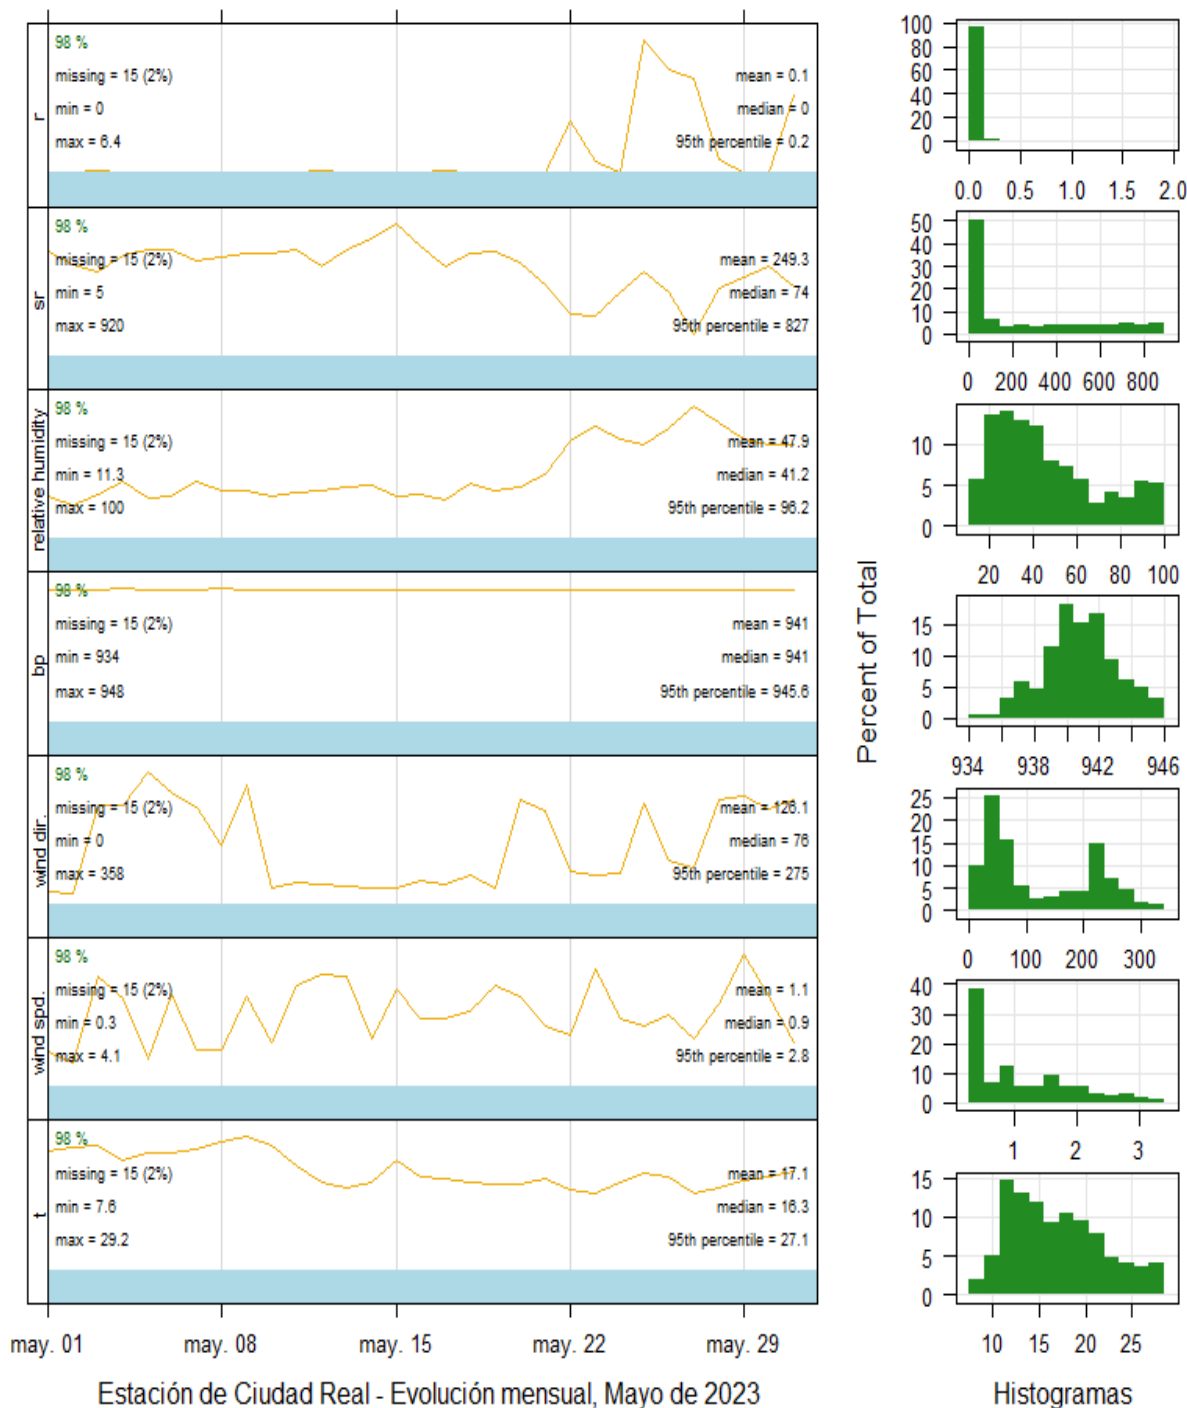 r
98 %
missing = 15 (2%)
min = 0
max = 6.4
mean = 0.1
median = 0
95th percentile = 0.2
sr
98 %
missing = 15 (2%)
min = 5
max = 920
mean = 249.3
median = 74
95th percentile = 827
relative humidity
98 %
missing = 15 (2%)
min = 11.3
max = 100
mean = 47.9
median = 41.2
95th percentile = 96.2
bp
98 %
missing = 15 (2%)
min = 934
max = 948
mean = 941
median = 941
95th percentile = 945.6
wind dir.
98 %
missing = 15 (2%)
min = 0
max = 358
mean = 126.1
median = 76
95th percentile = 275
wind spd.
98 %
missing = 15 (2%)
min = 0.3
max = 4.1
mean = 1.1
median = 0.9
95th percentile = 2.8
t
98 %
missing = 15 (2%)
min = 7.6
max = 29.2
mean = 17.1
median = 16.3
95th percentile = 27.1
may. 01 may. 08 may. 15 may. 22 may. 29
Estación de Ciudad Real - Evolución mensual, Mayo de 2023
Percent of Total
100
80
60
40
20
0
0.0 0.5 1.0 1.5 2.0
50
40
30
20
10
0
0 200 400 600 800
10
5
0
20 40 60 80 100
15
10
5
0
934 938 942 946
25
20
15
10
5
0
0 100 200 300
40
30
20
10
0
1 2 3
15
10
5
0
10 15 20 25
Histogramas